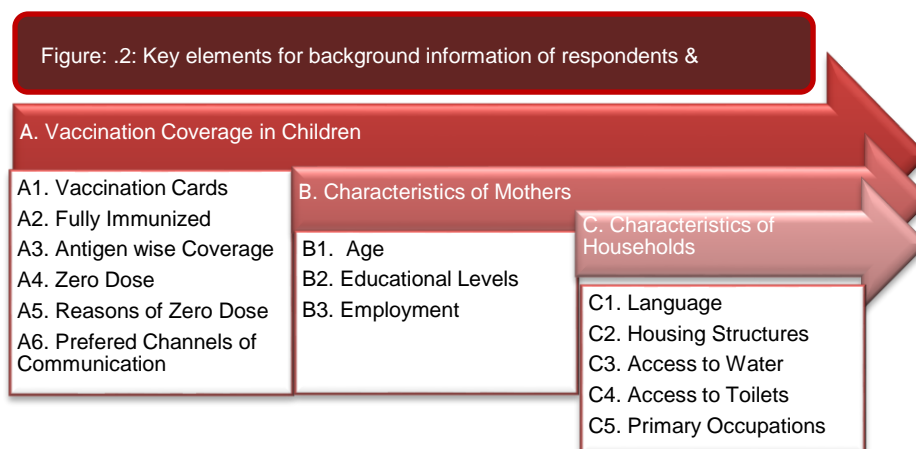 Figure: .2: Key elements for background information of respondents &
A. Vaccination Coverage in Children
A1. Vaccination Cards
A2. Fully Immunized
A3. Antigen wise Coverage
A4. Zero Dose
A5. Reasons of Zero Dose
A6. Prefered Channels of
Communication
B. Characteristics of Mothers
B1. Age
B2. Educational Levels
B3. Employment
C. Characteristics of
Households
C1. Language
C2. Housing Structures
C3. Access to Water
C4. Access to Toilets
C5. Primary Occupations